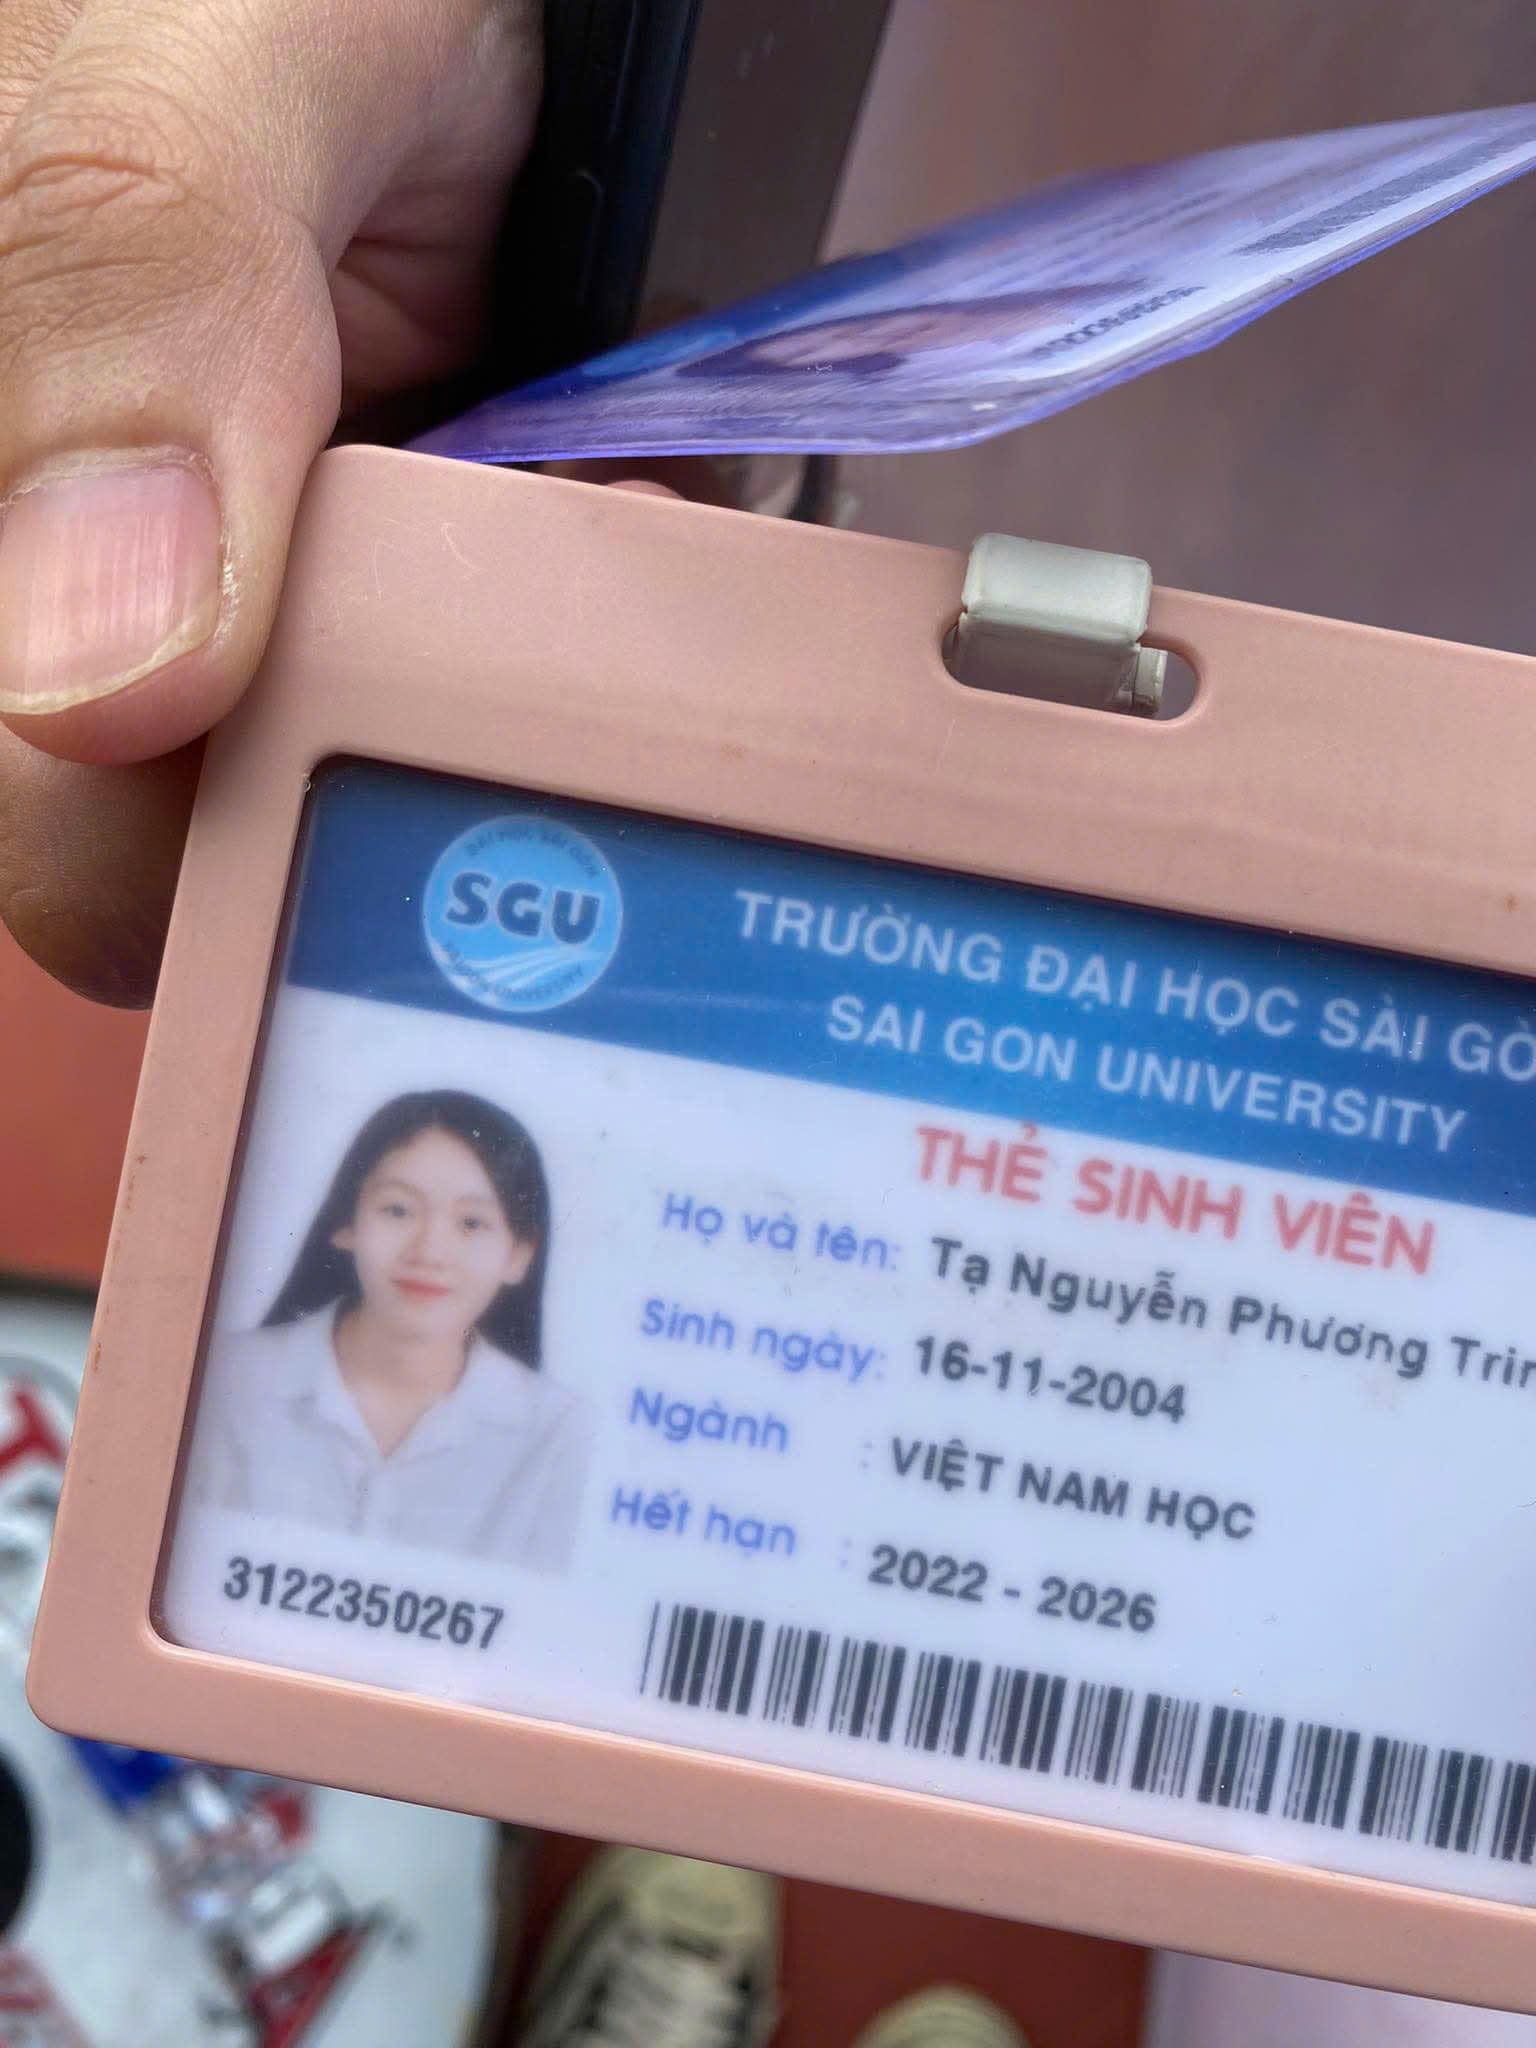 SGU
TRƯỜNG ĐẠI HỌC SÀI GÒ
SAI GON UNIVERSITY
THẺ SINH VIÊN
Họ và tên: Tạ Nguyễn Phương Trin
Sinh ngày: 16-11-2004
Ngành : VIỆT NAM HỌC
Hết hạn : 2022 - 2026
3122350267